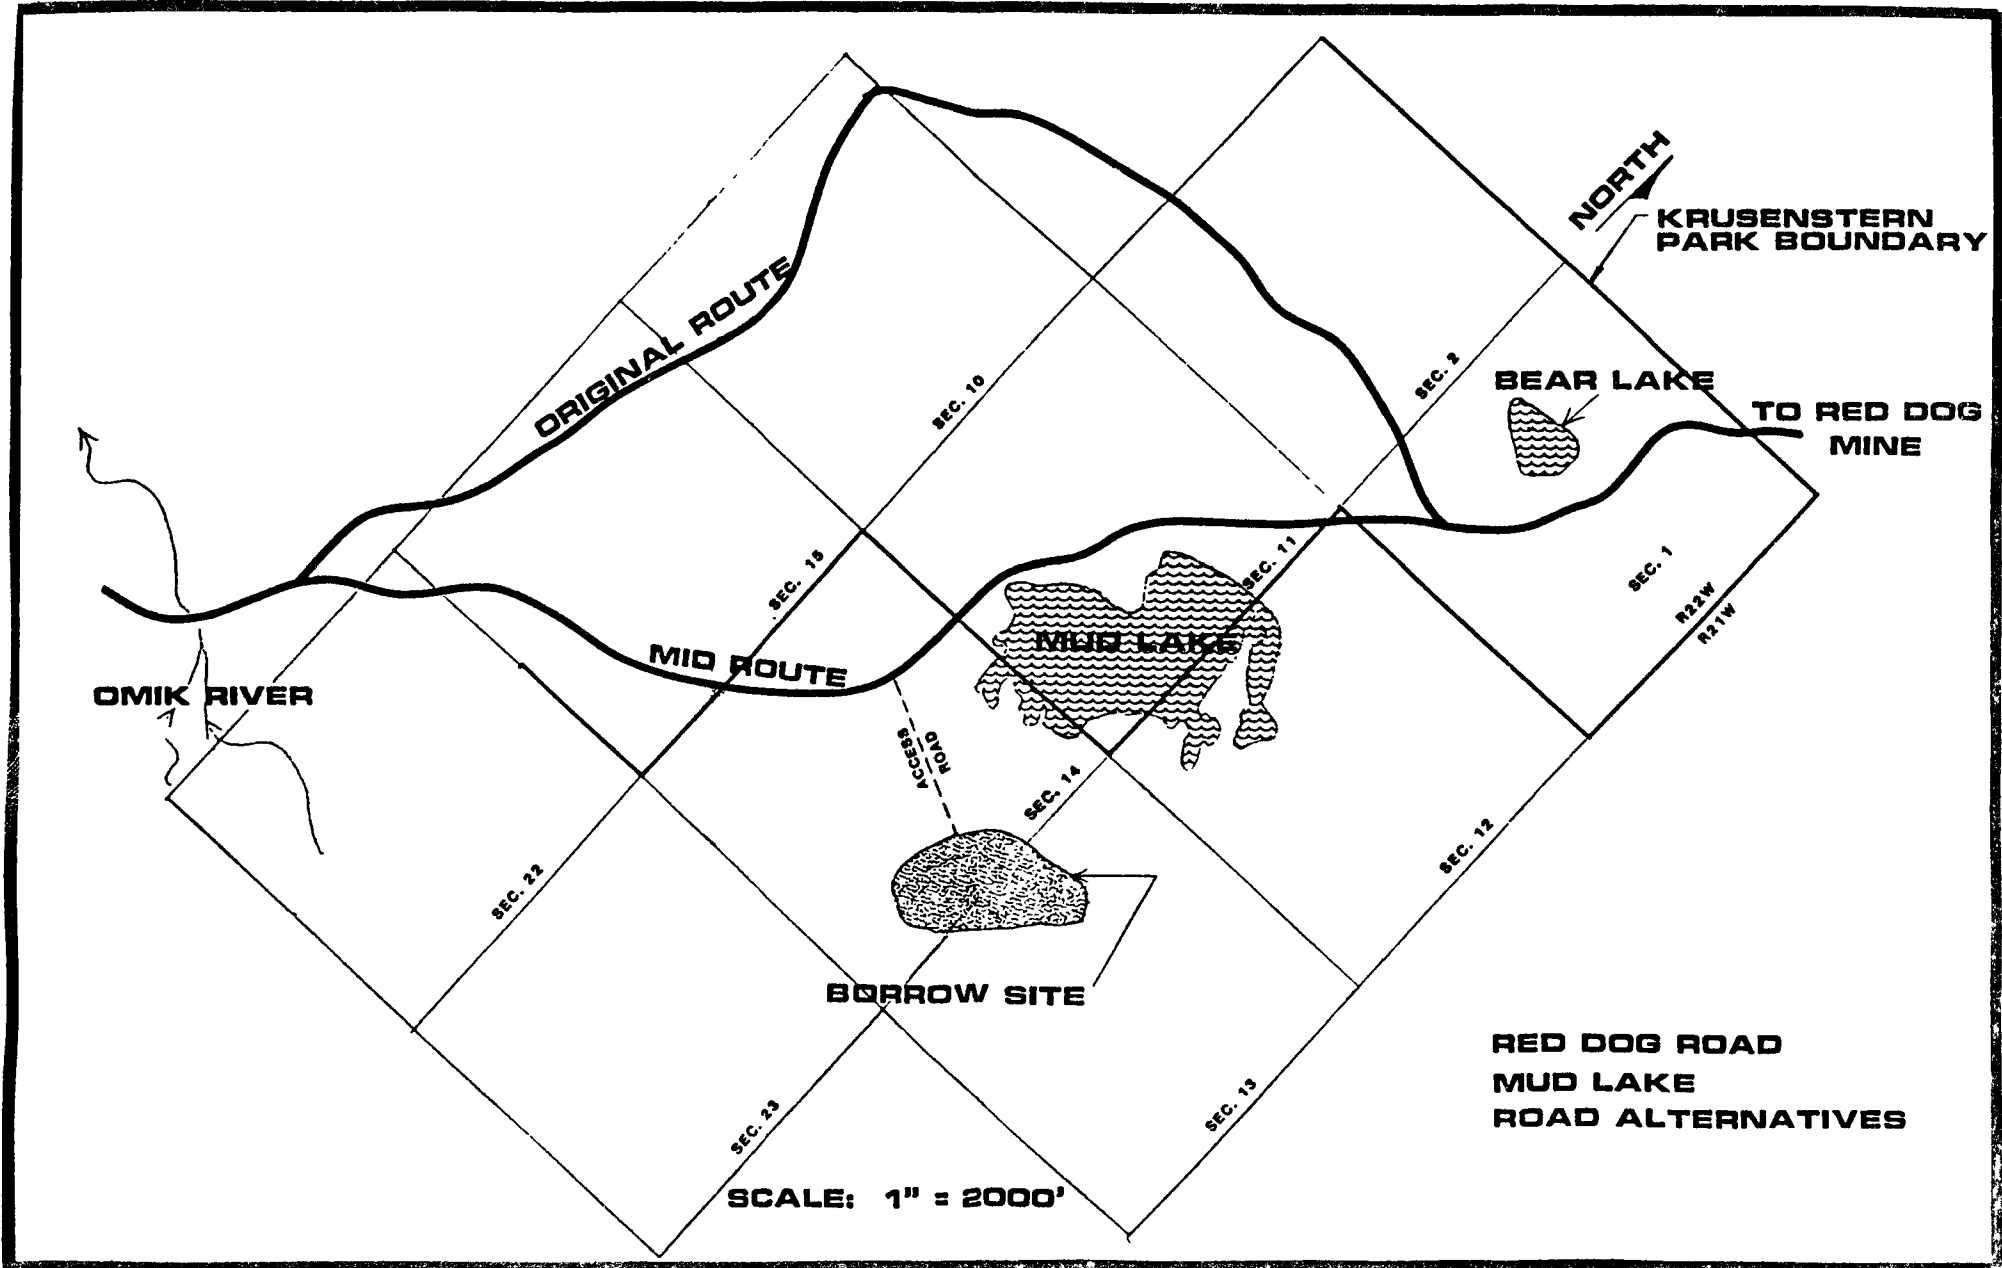 NORTH
KRUSENSTERN
PARK BOUNDARY
ORIGINAL ROUTE
SEC. 10
SEC. 2
BEAR LAKE
TO RED DOG
MINE
SEC. 15
SEC. 11
SEC. 1
R22W
R21W
MUD LAKE
MID ROUTE
OMIK RIVER
ACCESS
ROAD
SEC. 14
SEC. 12
SEC. 22
BORROW SITE
SEC. 23
SEC. 13
RED DOG ROAD
MUD LAKE
ROAD ALTERNATIVES
SCALE: 1" = 2000'